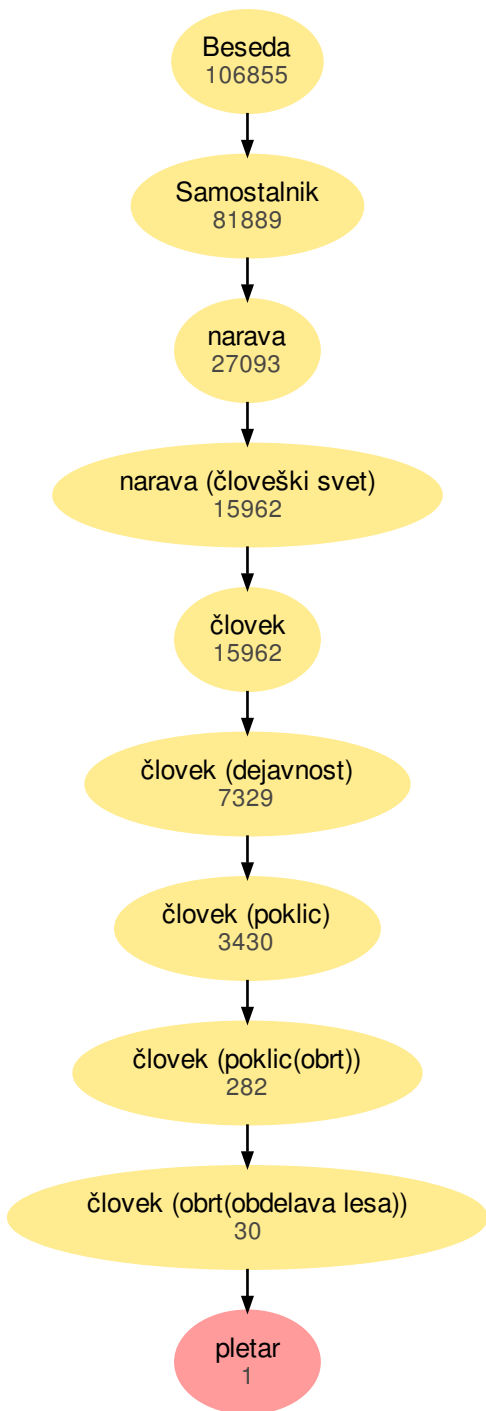 Beseda
106855
Samostalnik
81889
narava
27093
narava (človeški svet)
15962
človek
15962
človek (dejavnost)
7329
človek (poklic)
3430
človek (poklic(obrt))
282
človek (obrt(obdelava lesa))
30
pletar
1